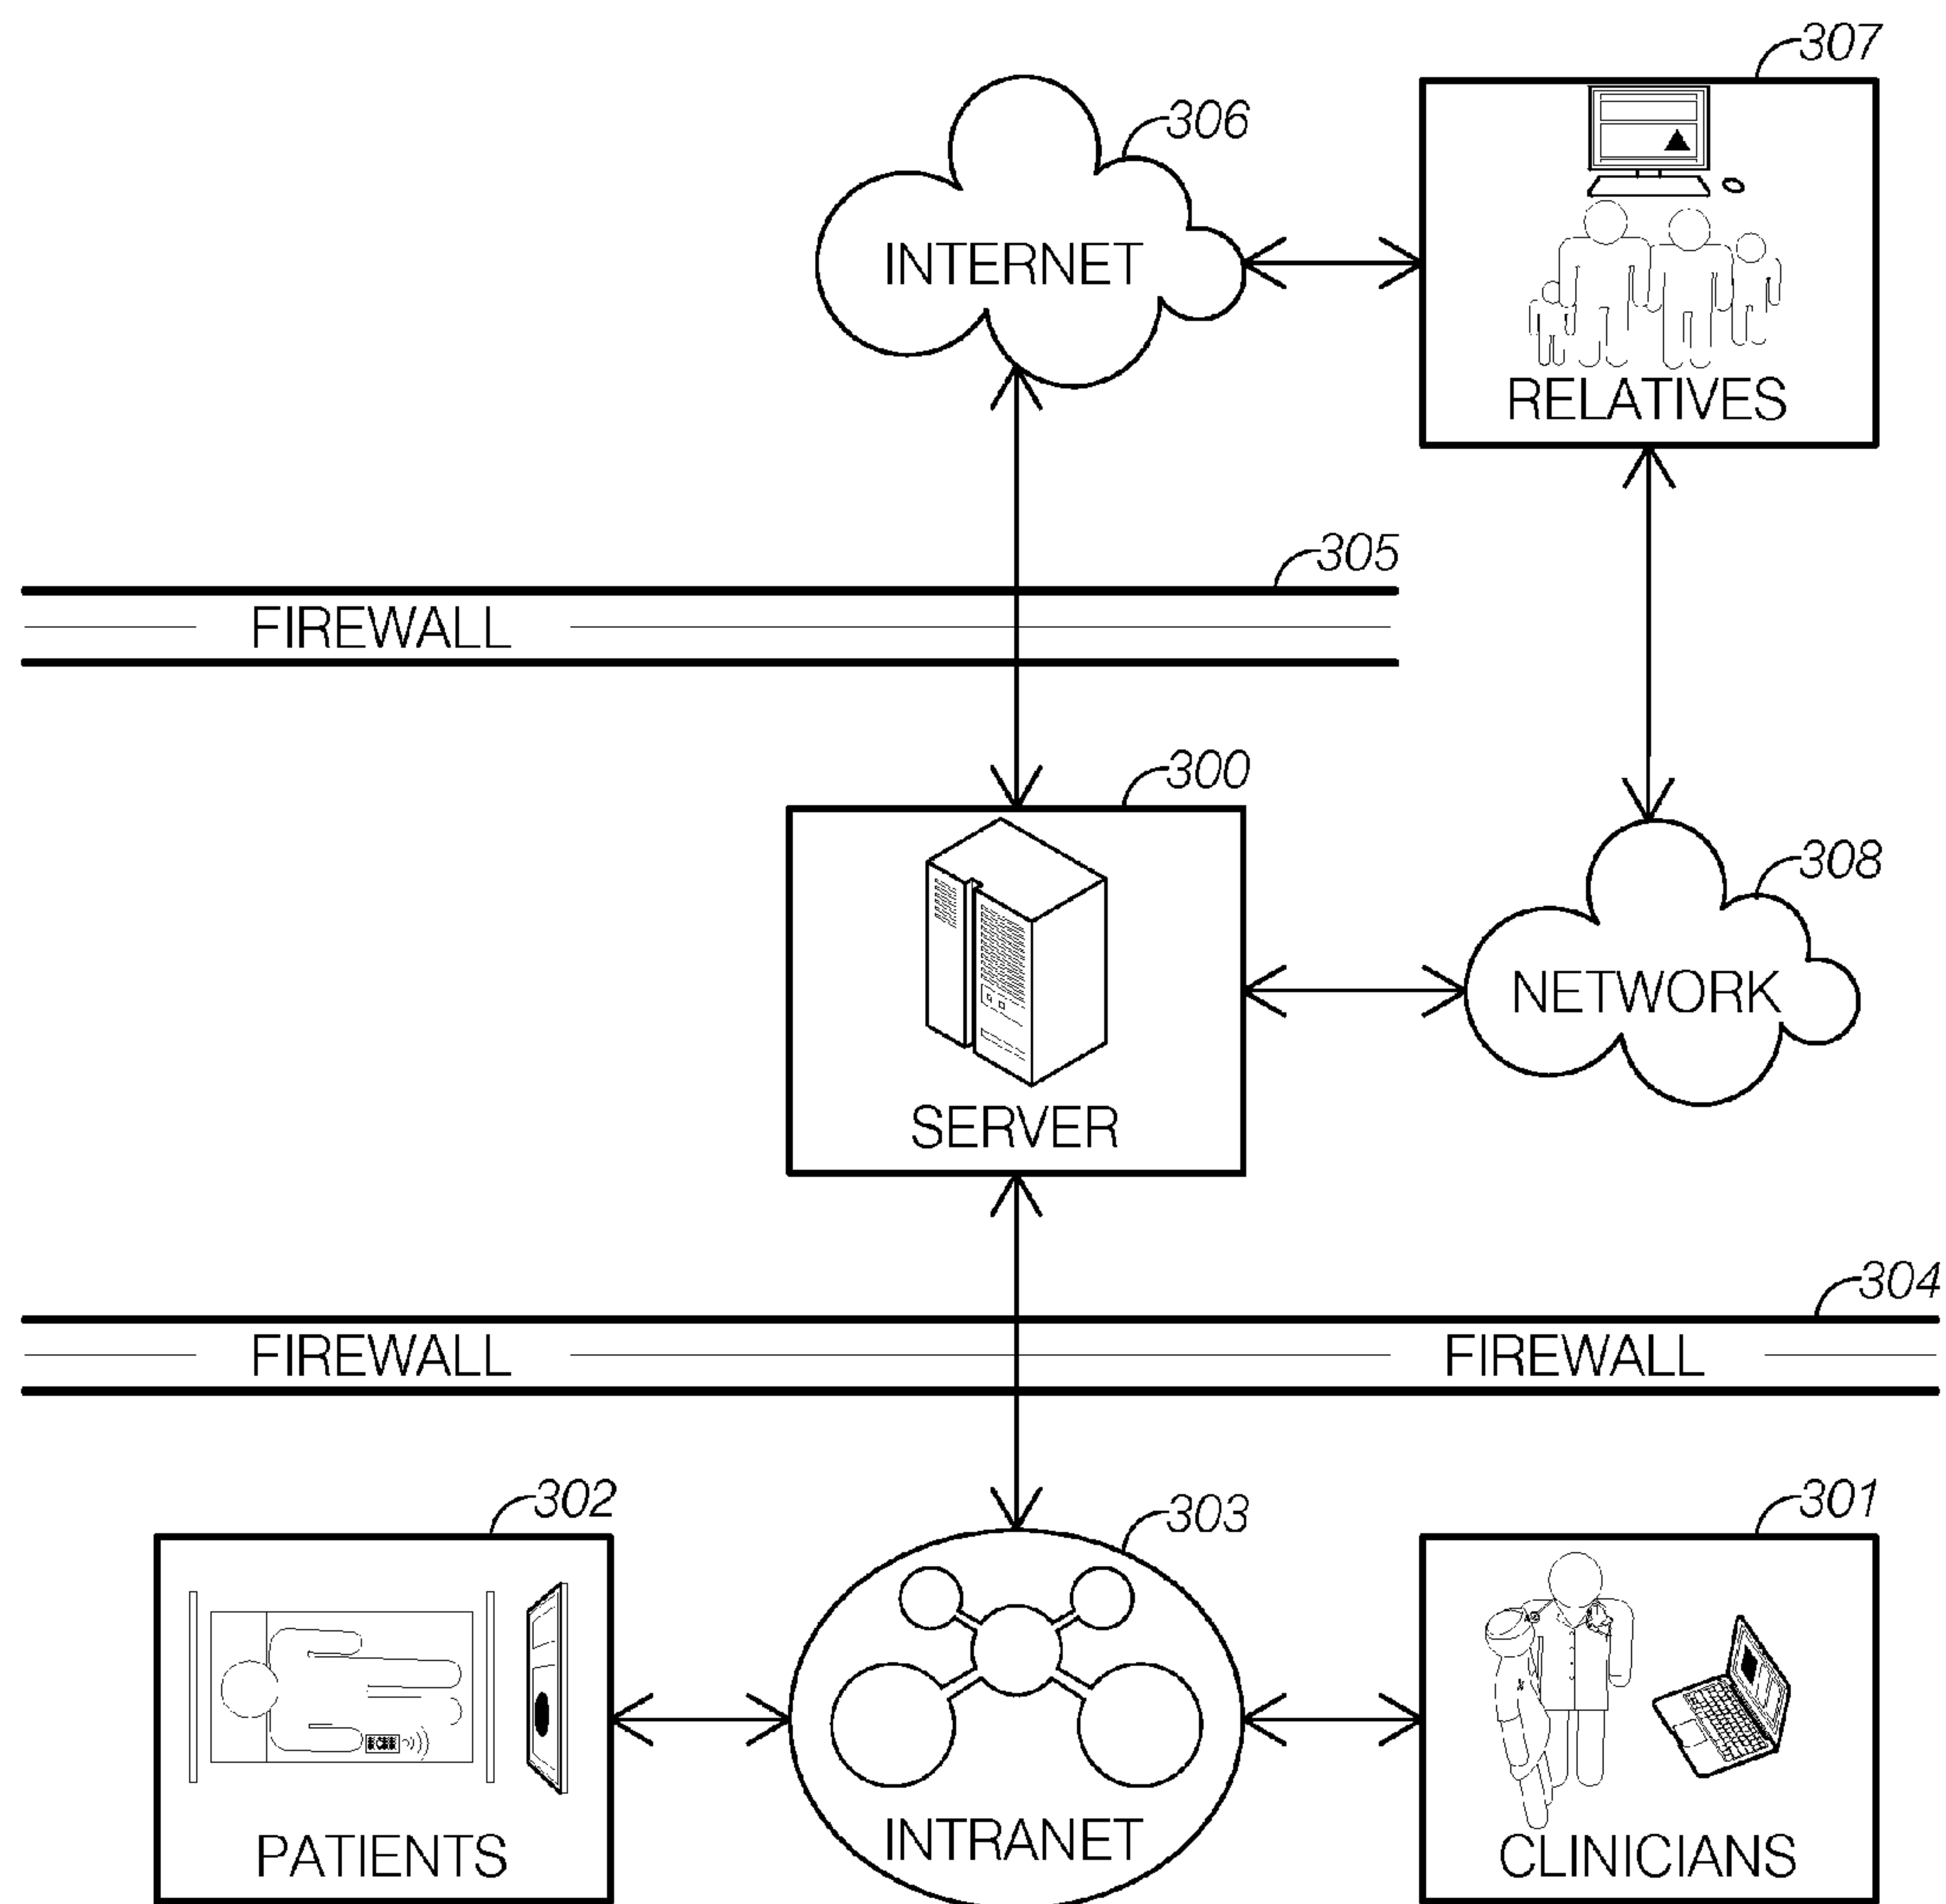 307
306
INTERNET
RELATIVES
305
FIREWALL
300
308
NETWORK
SERVER
304
FIREWALL FIREWALL
302
303
301
PATIENTS
INTRANET
CLINICIANS